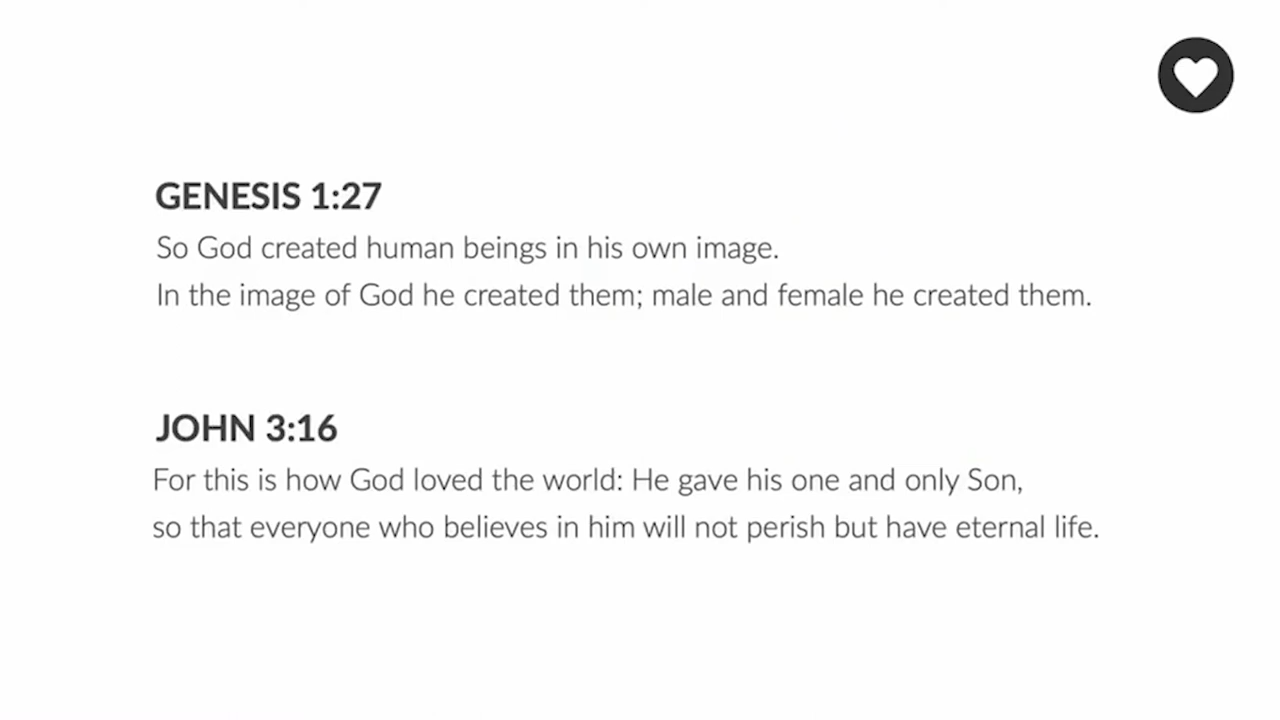 GENESIS 1:27
So God created human beings in his own image.
In the image of God he created them; male and female he created them.
JOHN 3:16
For this is how God loved the world: He gave his one and only Son,
so that everyone who believes in him will not perish but have eternal life.